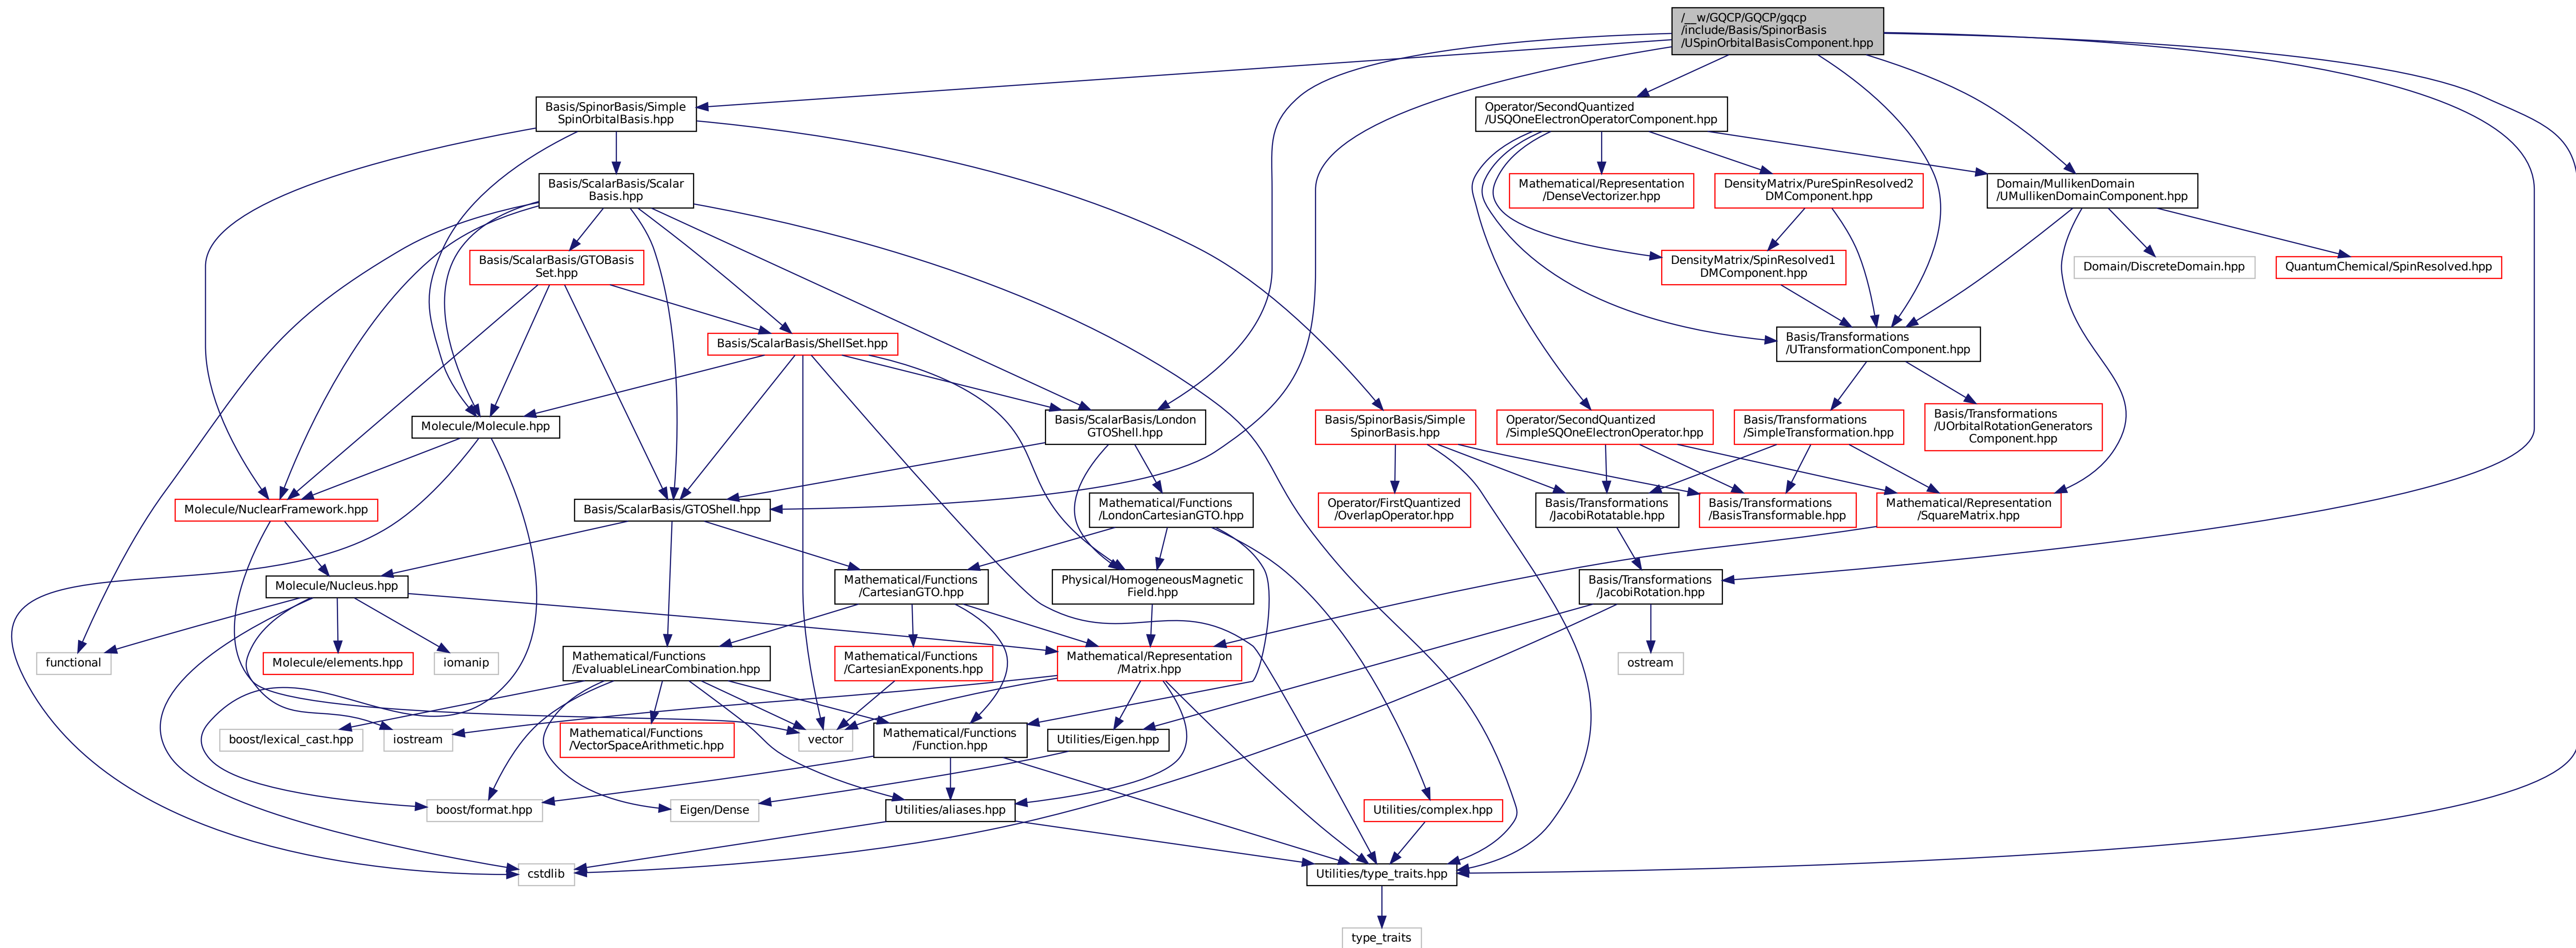 /__w/GQCP/GQCP/gqcp
/include/Basis/SpinorBasis
/USpinOrbitalBasisComponent.hpp
Basis/SpinorBasis/Simple
SpinOrbitalBasis.hpp
Operator/SecondQuantized
/USQOneElectronOperatorComponent.hpp
Basis/ScalarBasis/Scalar
Basis.hpp
Mathematical/Representation
/DenseVectorizer.hpp
DensityMatrix/PureSpinResolved2
DMComponent.hpp
Domain/MullikenDomain
/UMullikenDomainComponent.hpp
Basis/ScalarBasis/GTOBasis
Set.hpp
DensityMatrix/SpinResolved1
DMComponent.hpp
Domain/DiscreteDomain.hpp
QuantumChemical/SpinResolved.hpp
Basis/ScalarBasis/ShellSet.hpp
Basis/Transformations
/UTransformationComponent.hpp
Molecule/Molecule.hpp
Basis/ScalarBasis/London
GTOShell.hpp
Basis/SpinorBasis/Simple
SpinorBasis.hpp
Operator/SecondQuantized
/SimpleSQOneElectronOperator.hpp
Basis/Transformations
/SimpleTransformation.hpp
Basis/Transformations
/UOrbitalRotationGenerators
Component.hpp
Molecule/NuclearFramework.hpp
Basis/ScalarBasis/GTOShell.hpp
Mathematical/Functions
/LondonCartesianGTO.hpp
Operator/FirstQuantized
/OverlapOperator.hpp
Basis/Transformations
/JacobiRotatable.hpp
Basis/Transformations
/BasisTransformable.hpp
Mathematical/Representation
/SquareMatrix.hpp
Molecule/Nucleus.hpp
Mathematical/Functions
/CartesianGTO.hpp
Physical/HomogeneousMagnetic
Field.hpp
Basis/Transformations
/JacobiRotation.hpp
functional
Molecule/elements.hpp
iomanip
Mathematical/Functions
/EvaluableLinearCombination.hpp
Mathematical/Functions
/CartesianExponents.hpp
Mathematical/Representation
/Matrix.hpp
ostream
boost/lexical_cast.hpp
iostream
Mathematical/Functions
/VectorSpaceArithmetic.hpp
vector
Mathematical/Functions
/Function.hpp
Utilities/Eigen.hpp
boost/format.hpp
Eigen/Dense
Utilities/aliases.hpp
Utilities/complex.hpp
cstdlib
Utilities/type_traits.hpp
type_traits